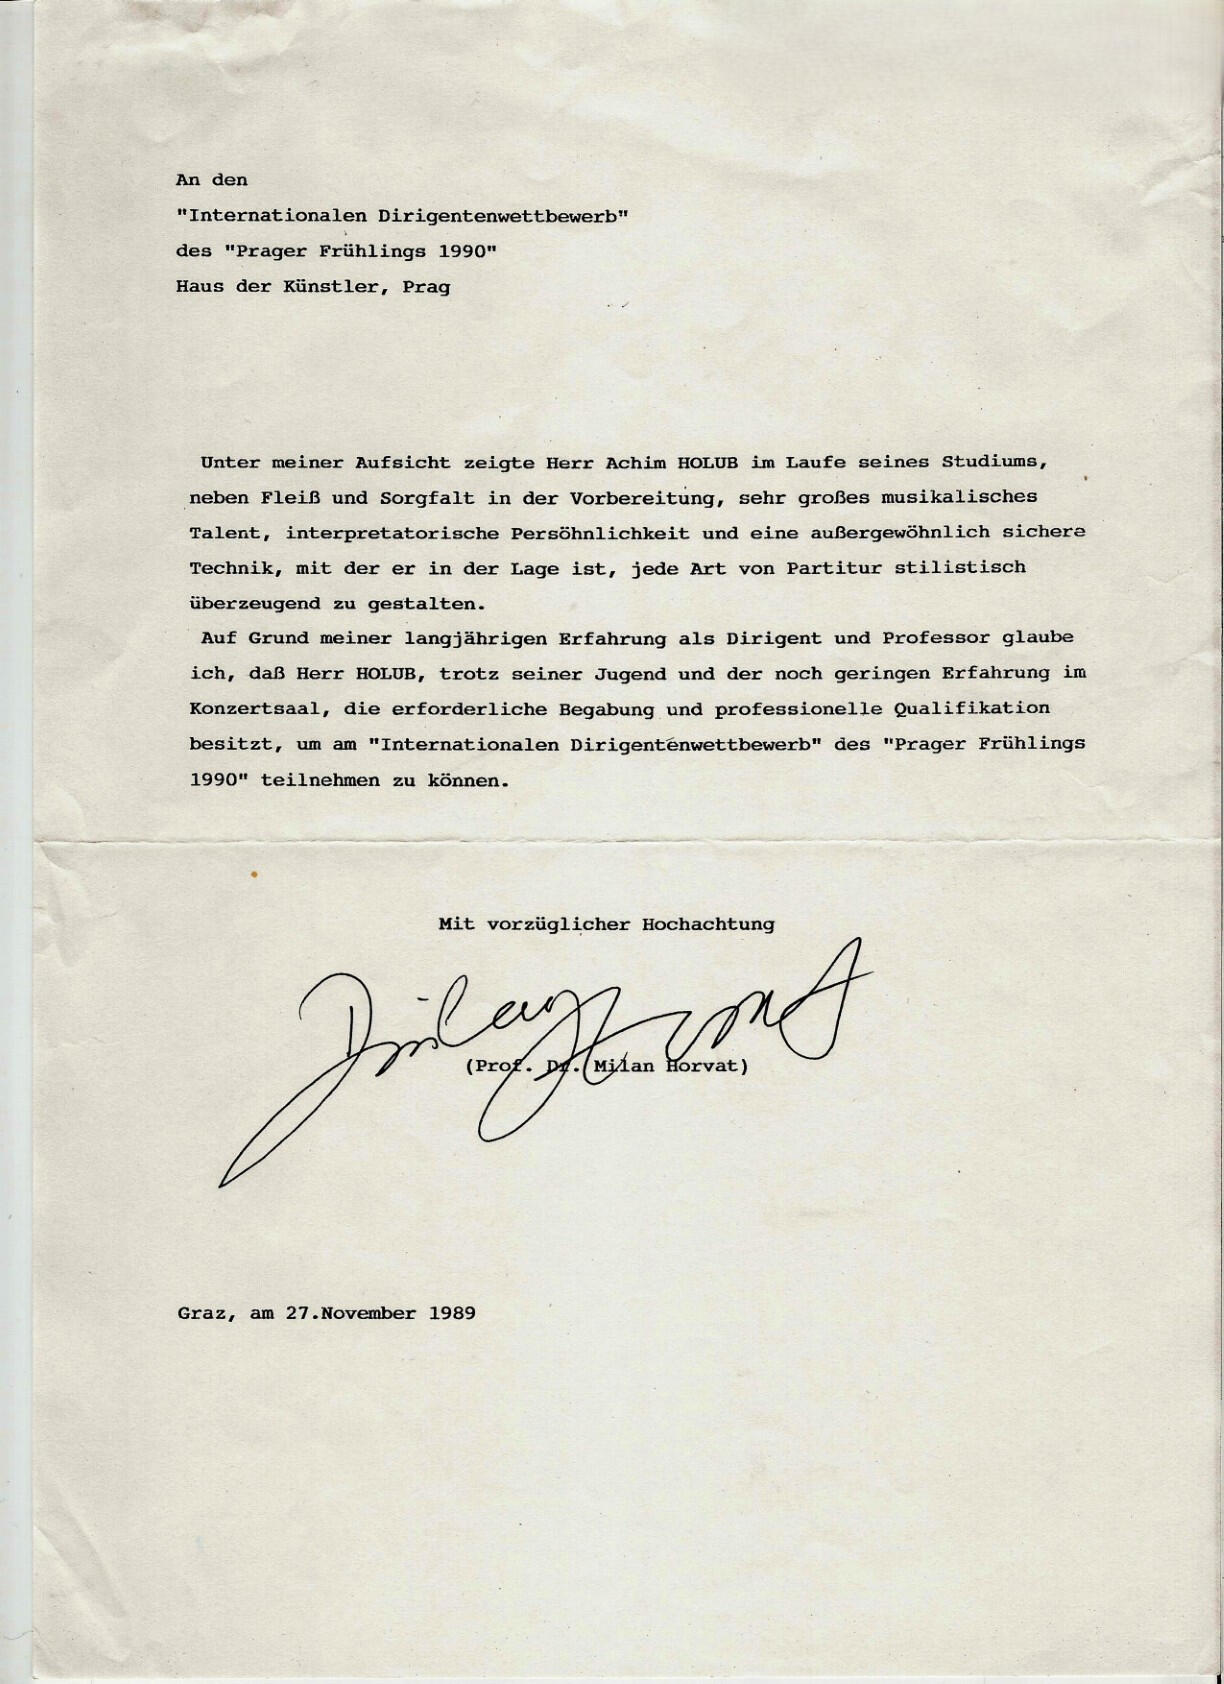 An den
"Internationalen Dirigentenwettbewerb"
des "Prager Frühlings 1990"
Haus der Künstler, Prag
Unter meiner Aufsicht zeigte Herr Achim HOLUB im Laufe seines Studiums,
neben Fleiß und Sorgfalt in der Vorbereitung, sehr großes musikalisches
Talent, interpretatorische Persöhnlichkeit und eine außergewöhnlich sichere
Technik, mit der er in der Lage ist, jede Art von Partitur stilistisch
überzeugend zu gestalten.
Auf Grund meiner langjährigen Erfahrung als Dirigent und Professor glaube
ich, daß Herr HOLUB, trotz seiner Jugend und der noch geringen Erfahrung im
Konzertsaal, die erforderliche Begabung und professionelle Qualifikation
besitzt, um am "Internationalen Dirigentenwettbewerb" des "Prager Frühlings
1990" teilnehmen zu können.
Mit vorzüglicher Hochachtung
Milan Horvat
(Prof. Dr. Milan Horvat)
Graz, am 27.November 1989